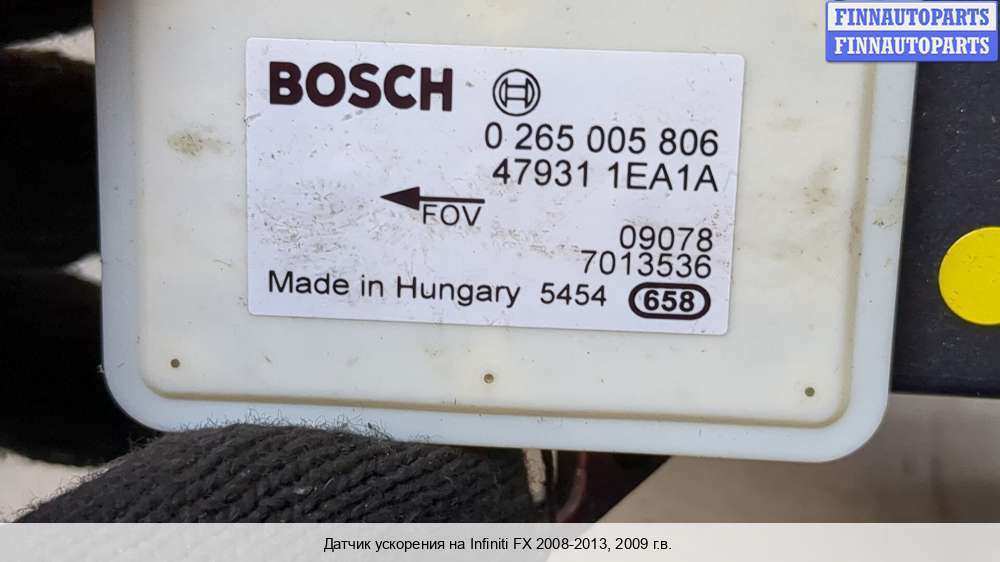 FINNAUTOPARTS
FINNAUTOPARTS
BOSCH
0 265 005 806
47931 1EA1A
FOV
09078
7013536
Made in Hungary 5454 658
Датчик ускорения на Infiniti FX 2008-2013, 2009 г.в.